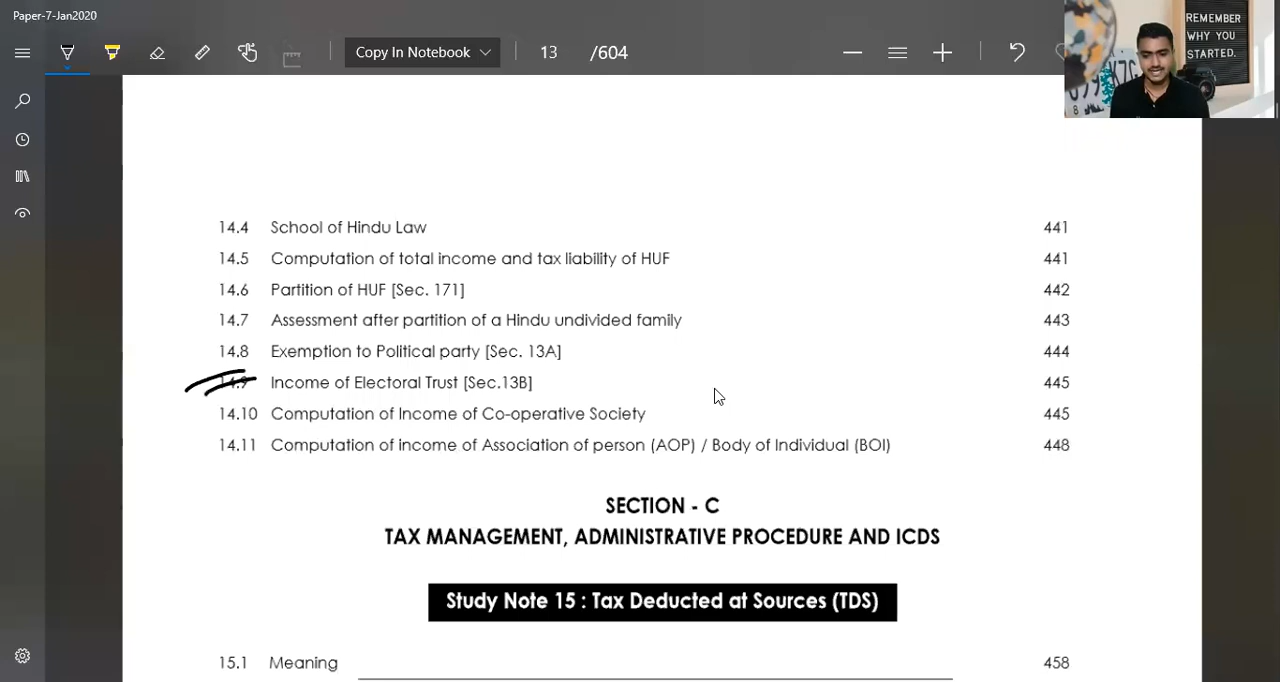 Paper-7-Jan2020
Copy In Notebook
13 /604
REMEMBER
WHY YOU
STARTED.
14.4 School of Hindu Law 441
14.5 Computation of total income and tax liability of HUF 441
14.6 Partition of HUF [Sec. 171] 442
14.7 Assessment after partition of a Hindu undivided family 443
14.8 Exemption to Political party [Sec. 13A] 444
14.9 Income of Electoral Trust [Sec.13B] 445
14.10 Computation of Income of Co-operative Society 445
14.11 Computation of income of Association of person (AOP) / Body of Individual (BOI) 448
SECTION - C
TAX MANAGEMENT, ADMINISTRATIVE PROCEDURE AND ICDS
Study Note 15 : Tax Deducted at Sources (TDS)
15.1 Meaning 458